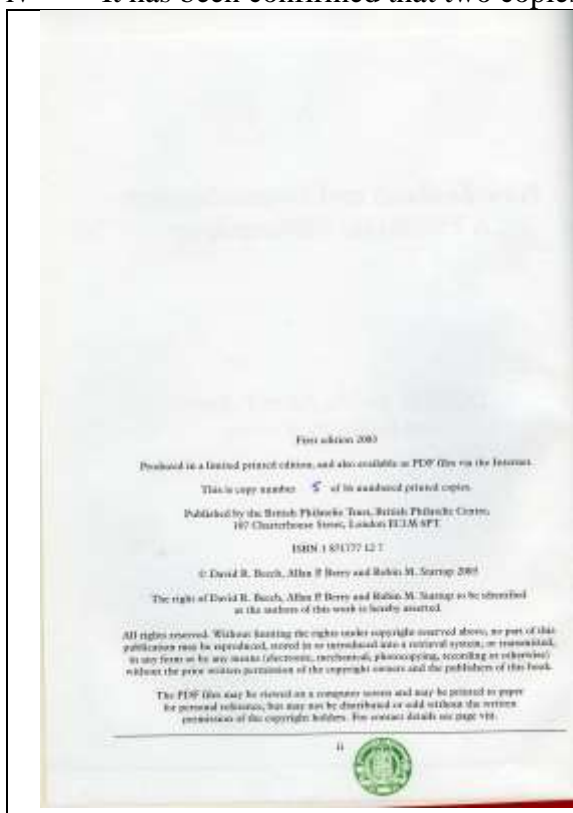 It has been confirmed that two copies
First edition 2003
Produced in a limited printed edition, and also available as PDF files via the Internet.
This is copy number 5 of 36 numbered printed copies.
Published by the British Philatelic Trust, British Philatelic Centre,
107 Charterhouse Street, London EC1M 6PT
ISBN 1 871777 12 7
© David R. Beech, Allan P. Berry and Robin M. Startup 2003
The right of David R. Beech, Allan P. Berry and Robin M. Startup to be identified
as the authors of this work is hereby asserted.
All rights reserved. Without limiting the rights under copyright reserved above, no part of this
publication may be reproduced, stored in or introduced into a retrieval system, or transmitted,
in any form or by any means (electronic, mechanical, photocopying, recording or otherwise)
without the prior written permission of the copyright owners and the publishers of this book.
The PDF files may be viewed on a computer screen and may be printed to paper
for personal reference, but may not be distributed or sold without the written
permission of the copyright holders. For contact details see page viii.
ii